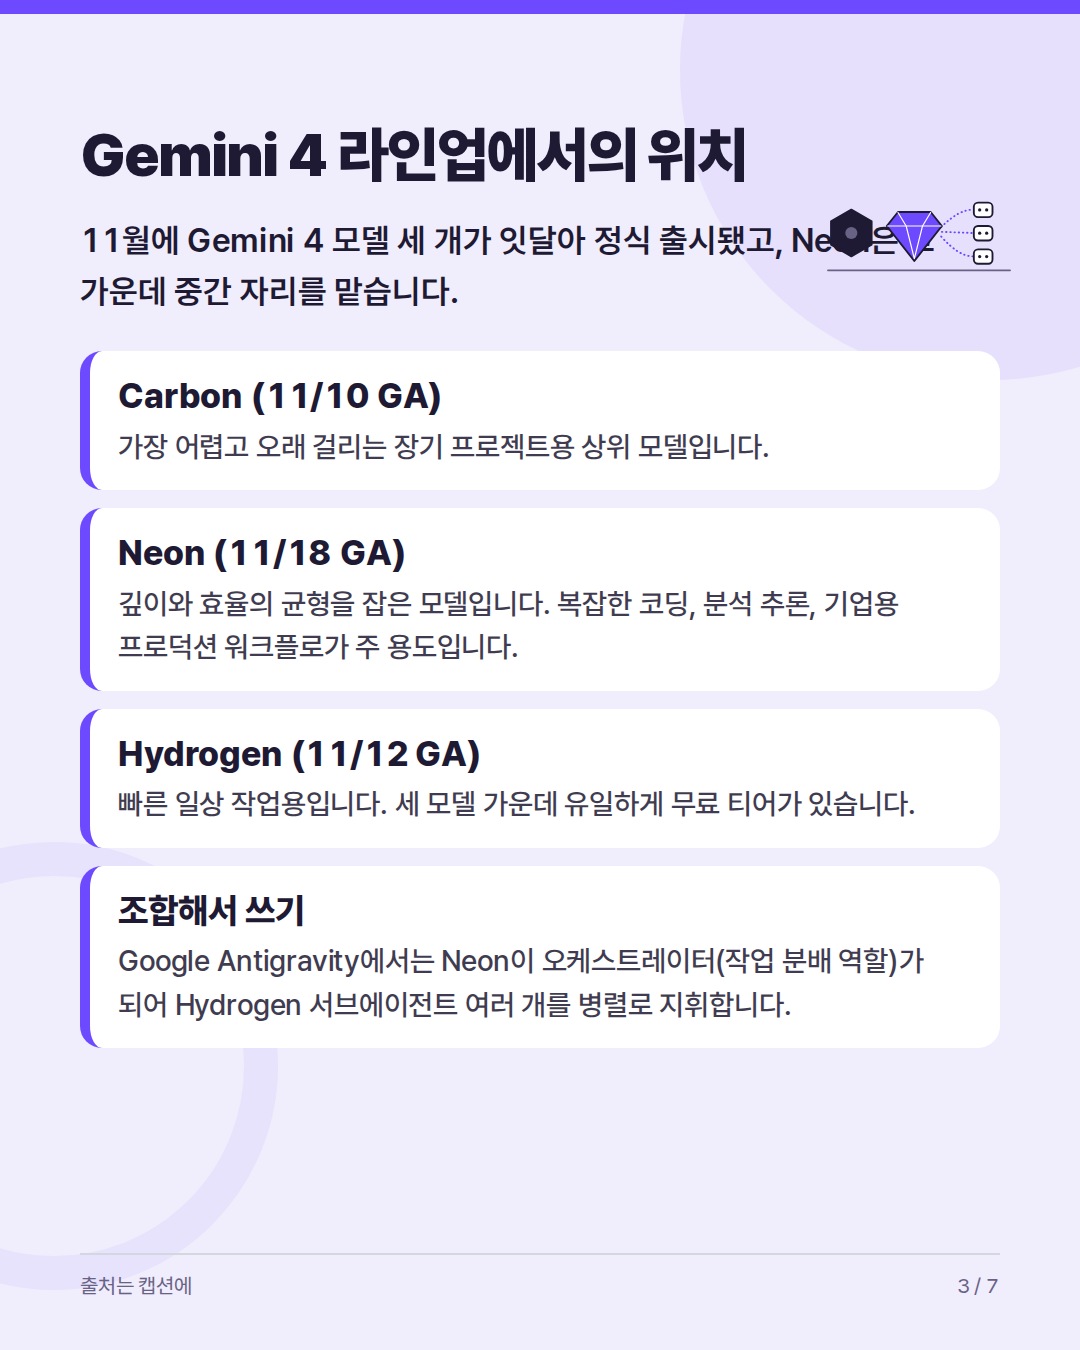 Gemini 4 라인업에서의 위치
11월에 Gemini 4 모델 세 개가 잇달아 정식 출시됐고,
가운데 중간 자리를 맡습니다.
Carbon (11/10 GA)
가장 어렵고 오래 걸리는 장기 프로젝트용 상위 모델입니다.
Neon (11/18 GA)
깊이와 효율의 균형을 잡은 모델입니다. 복잡한 코딩, 분석 추론, 기업용
프로덕션 워크플로가 주 용도입니다.
Hydrogen (11/12 GA)
빠른 일상 작업용입니다. 세 모델 가운데 유일하게 무료 티어가 있습니다.
조합해서 쓰기
Google Antigravity에서는 Neon이 오케스트레이터(작업 분배 역할)가
되어 Hydrogen 서브에이전트 여러 개를 병렬로 지휘합니다.
출처는 캡션에
3 / 7